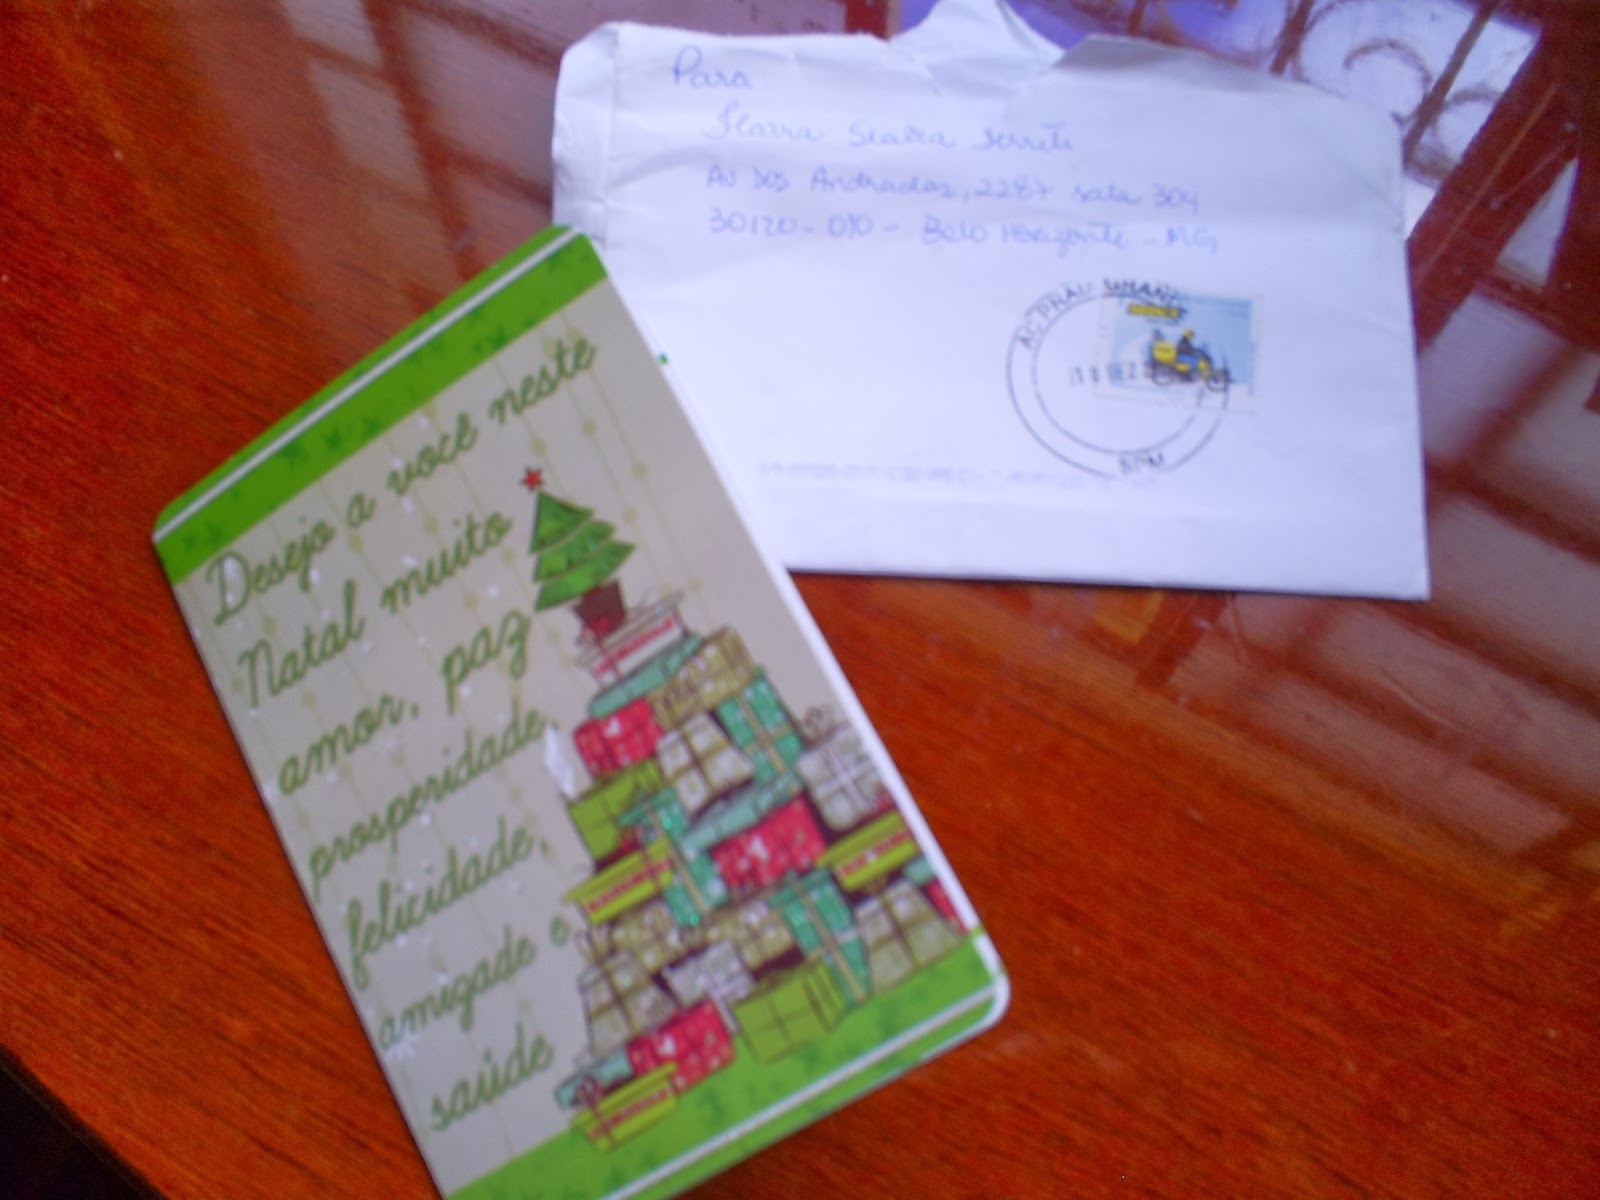 Para
Av dos Andradas, 2287 sala 304
30120-010 - Belo Horizonte - MG
Desejo a você neste
Natal muito
amor, paz
prosperidade,
felicidade,
amigade e
saúde